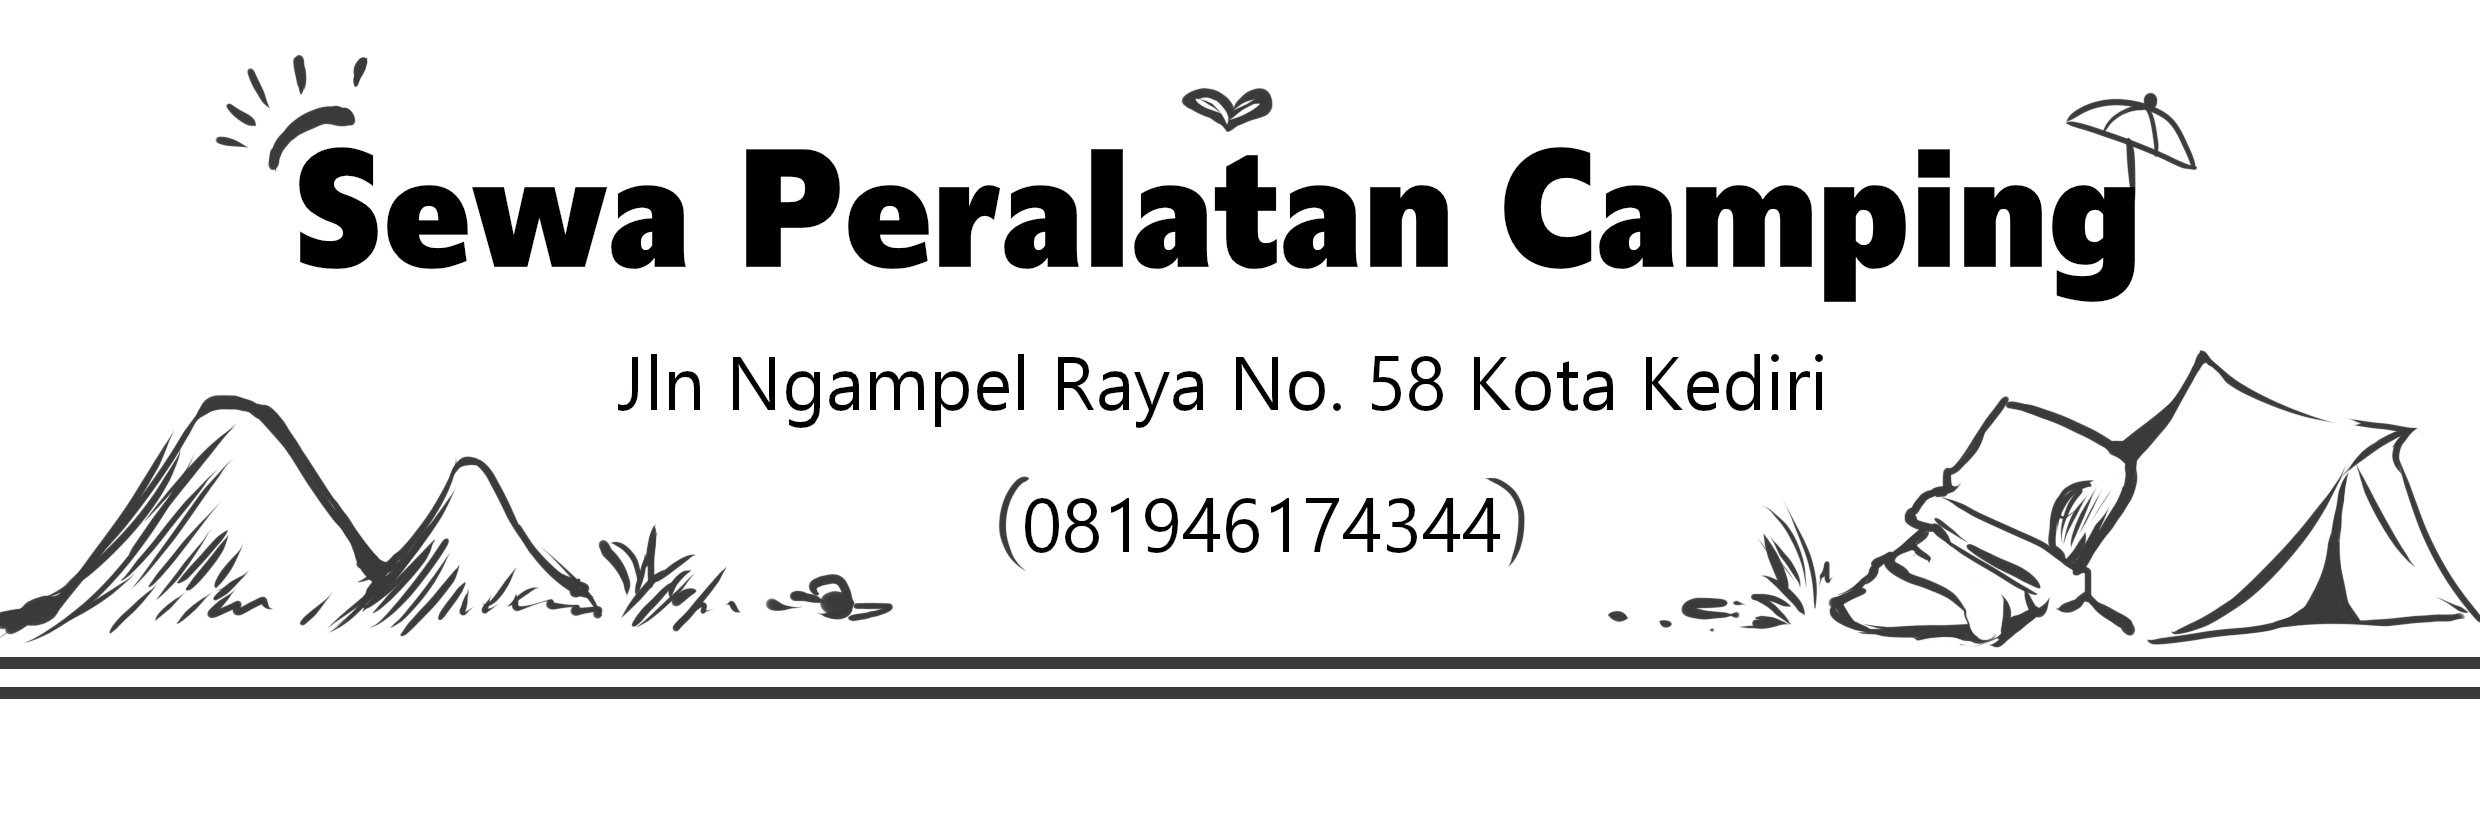 Sewa Peralatan Camping
Jln Ngampel Raya No. 58 Kota Kediri
(081946174344)